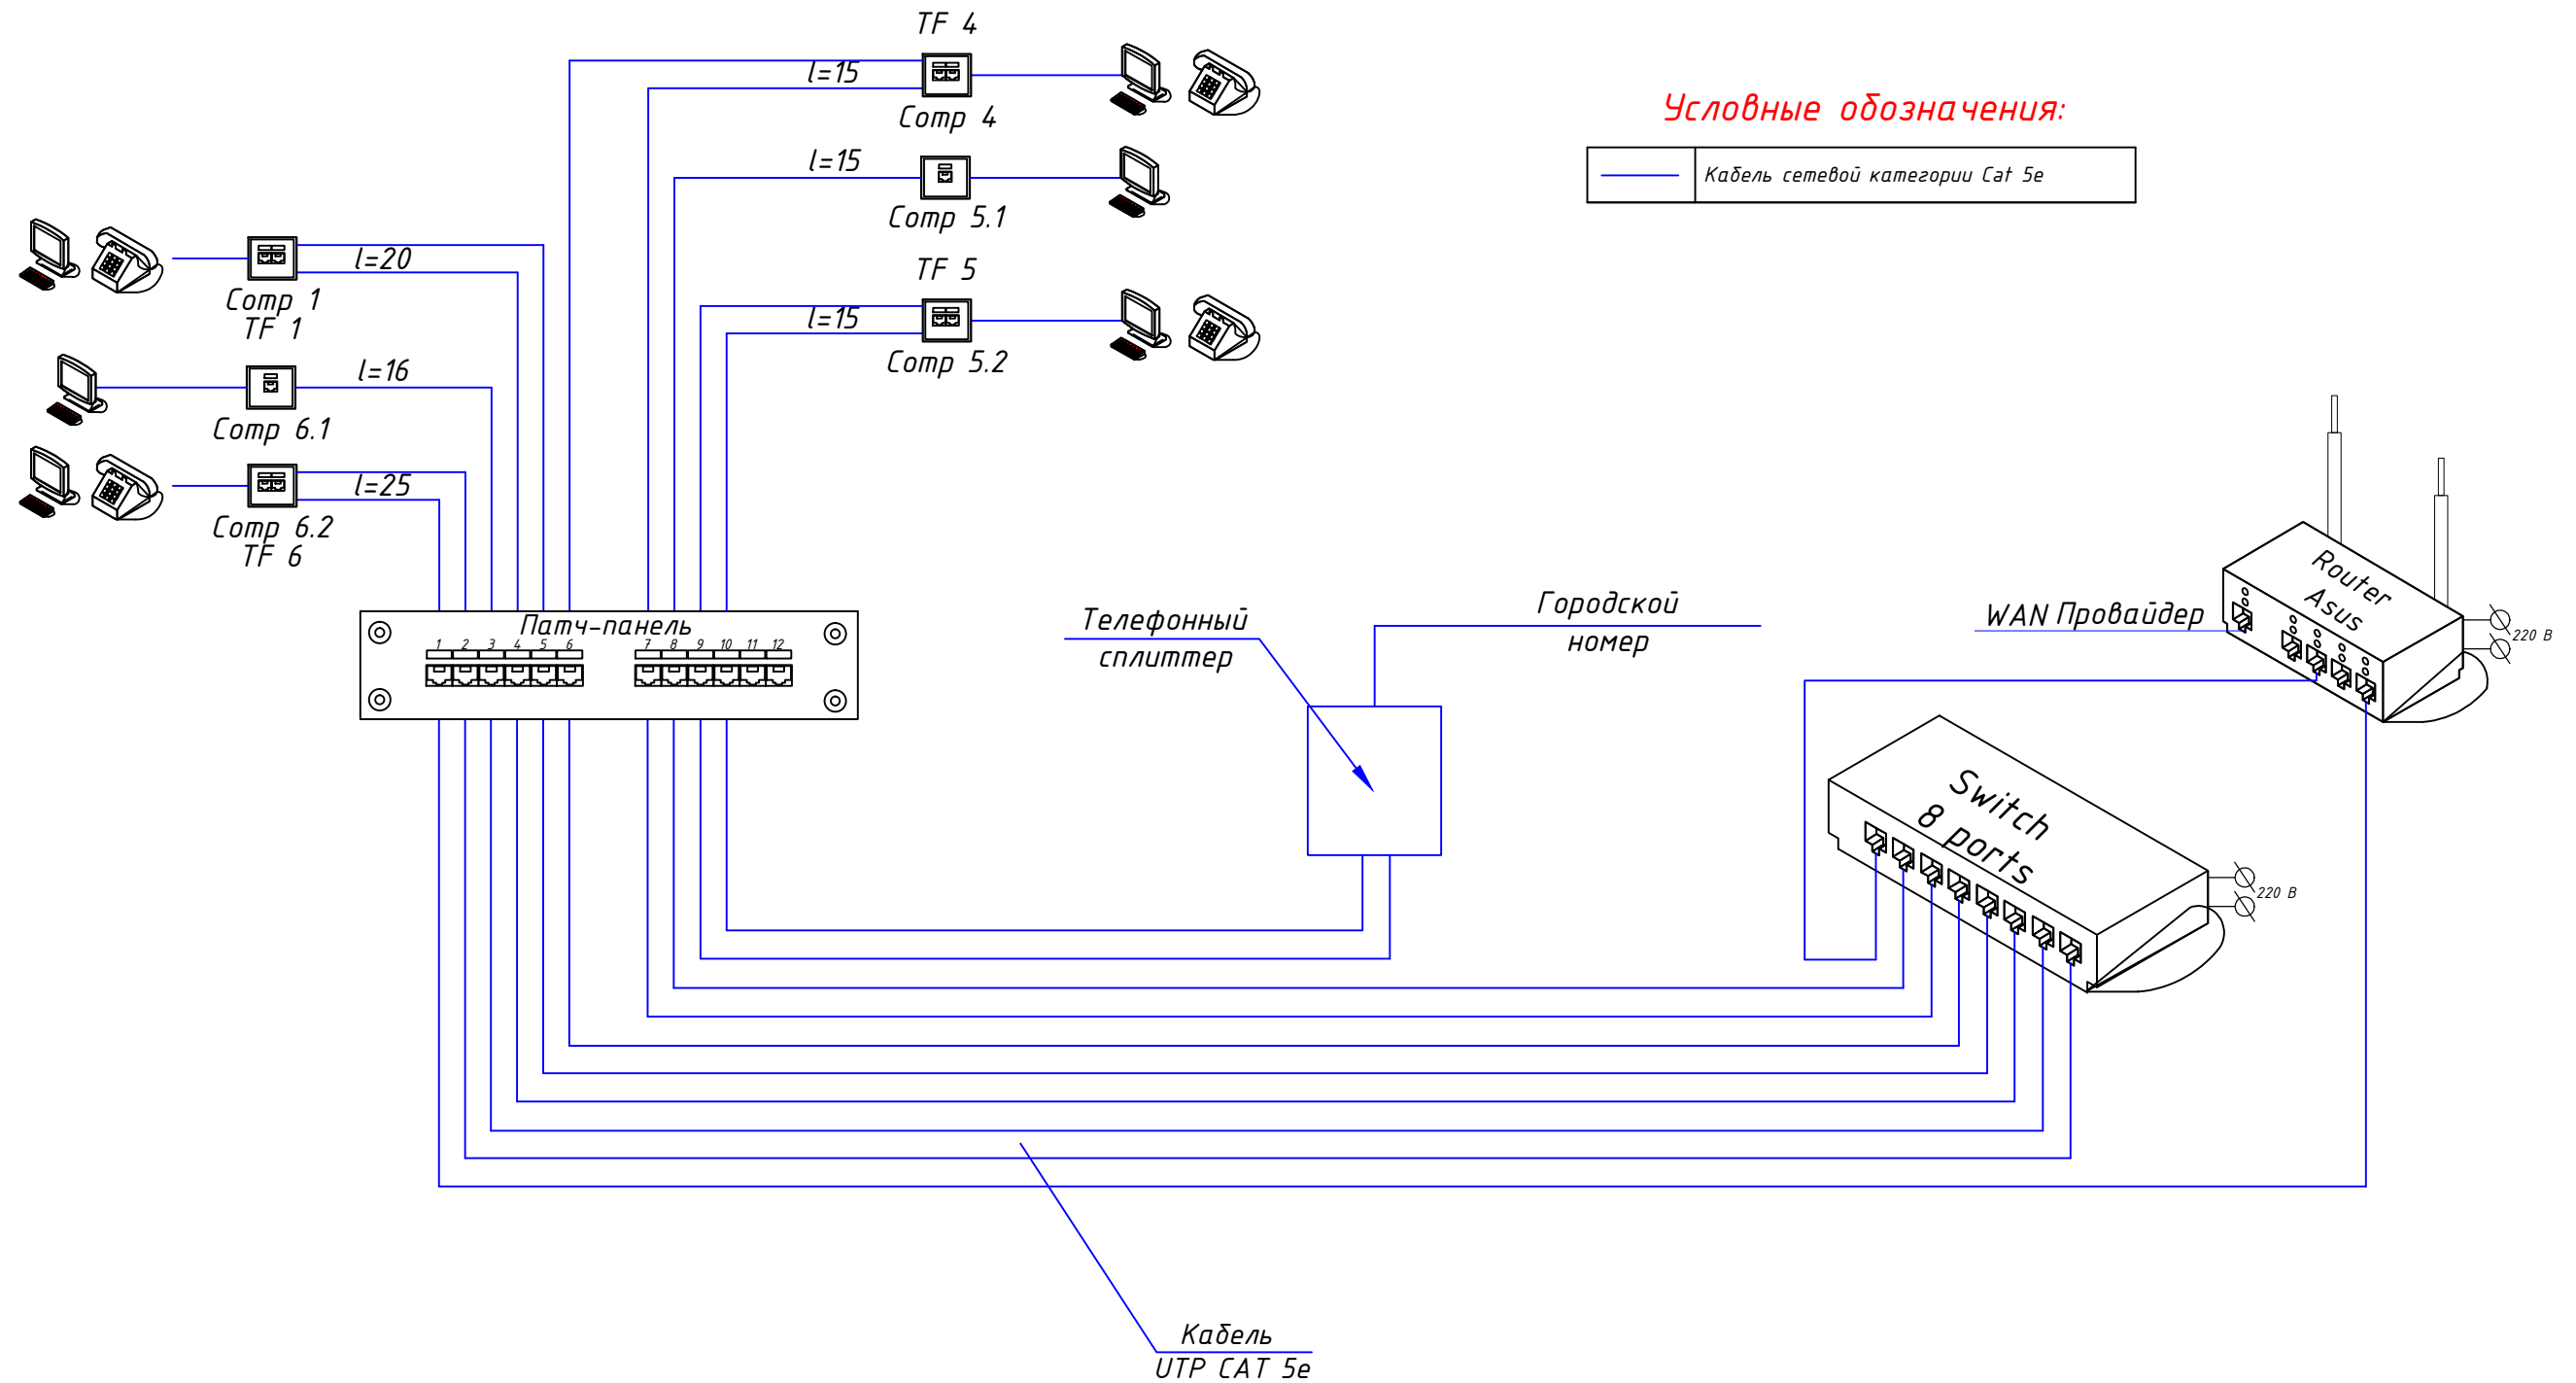 TF 4
l=15
Comp 4
l=15
Comp 5.1
TF 5
l=15
Comp 5.2
Условные обозначения:
Кабель сетевой категории Cat 5e
l=20
Comp 1
TF 1
l=16
Comp 6.1
l=25
Comp 6.2
TF 6
Патч-панель
1 2 3 4 5 6 7 8 9 10 11 12
Телефонный
сплиттер
Городской
номер
WAN Провайдер
Router
Asus
220 В
Switch
8 ports
220 В
Кабель
UTP CAT 5e